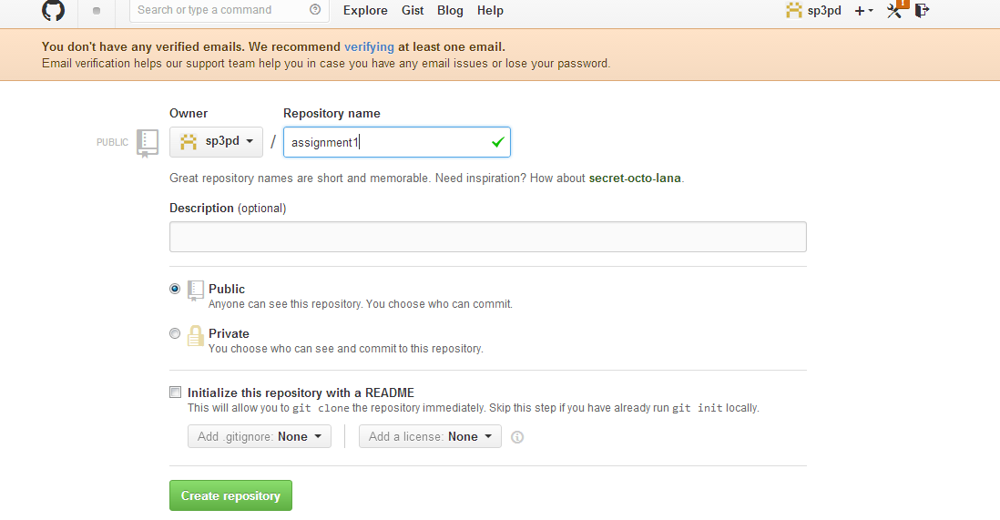 Search or type a command
Explore Gist Blog Help
sp3pd
You don't have any verified emails. We recommend verifying at least one email.
Email verification helps our support team help you in case you have any email issues or lose your password.
Owner Repository name
PUBLIC sp3pd / assignment1
Great repository names are short and memorable. Need inspiration? How about secret-octo-lana.
Description (optional)
Public
Anyone can see this repository. You choose who can commit.
Private
You choose who can see and commit to this repository.
Initialize this repository with a README
This will allow you to git clone the repository immediately. Skip this step if you have already run git init locally.
Add .gitignore: None Add a license: None
Create repository